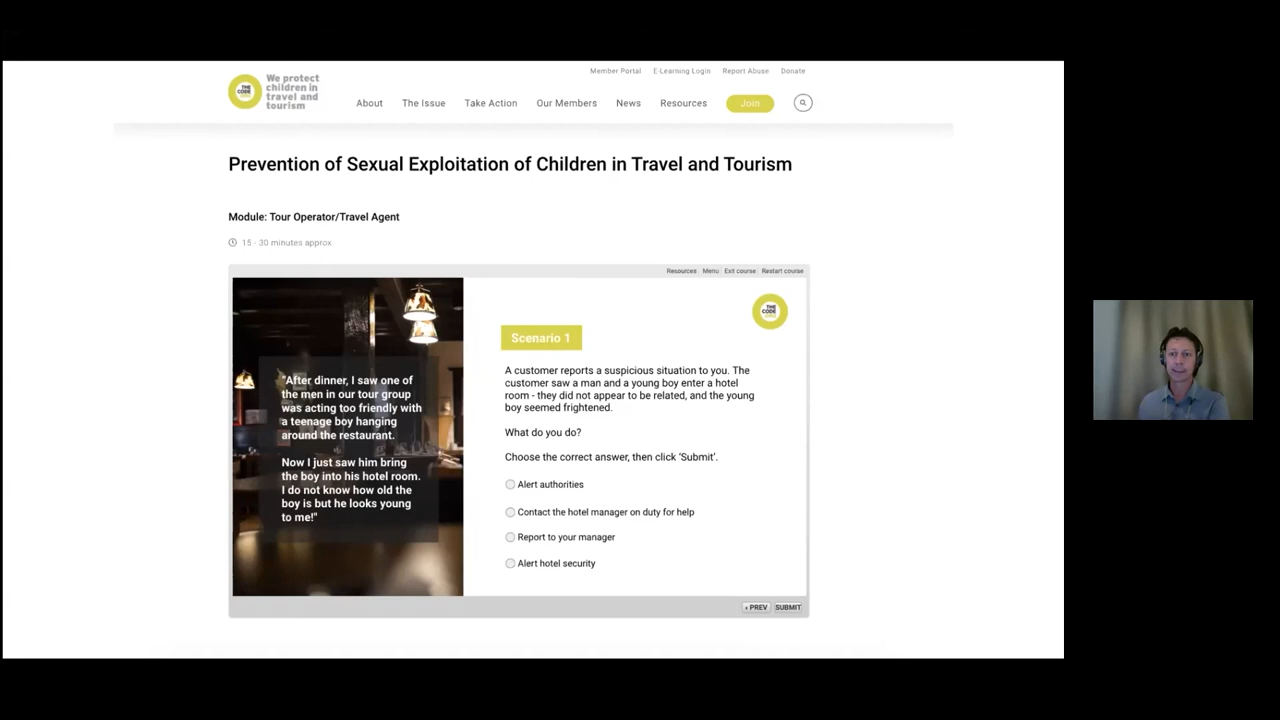 Member Portal E-Learning Login Report Abuse Donate
THE
CODE
.ORG
We protect
children in
travel and
tourism
About The Issue Take Action Our Members News Resources Join
Prevention of Sexual Exploitation of Children in Travel and Tourism
Module: Tour Operator/Travel Agent
15 - 30 minutes approx
Resources Menu Exit course Restart course
"After dinner, I saw one of
the men in our tour group
was acting too friendly with
a teenage boy hanging
around the restaurant.
Now I just saw him bring
the boy into his hotel room.
I do not know how old the
boy is but he looks young
to me!"
THE
CODE
.ORG
Scenario 1
A customer reports a suspicious situation to you. The
customer saw a man and a young boy enter a hotel
room - they did not appear to be related, and the young
boy seemed frightened.
What do you do?
Choose the correct answer, then click ‘Submit’.
Alert authorities
Contact the hotel manager on duty for help
Report to your manager
Alert hotel security
‹ PREV SUBMIT